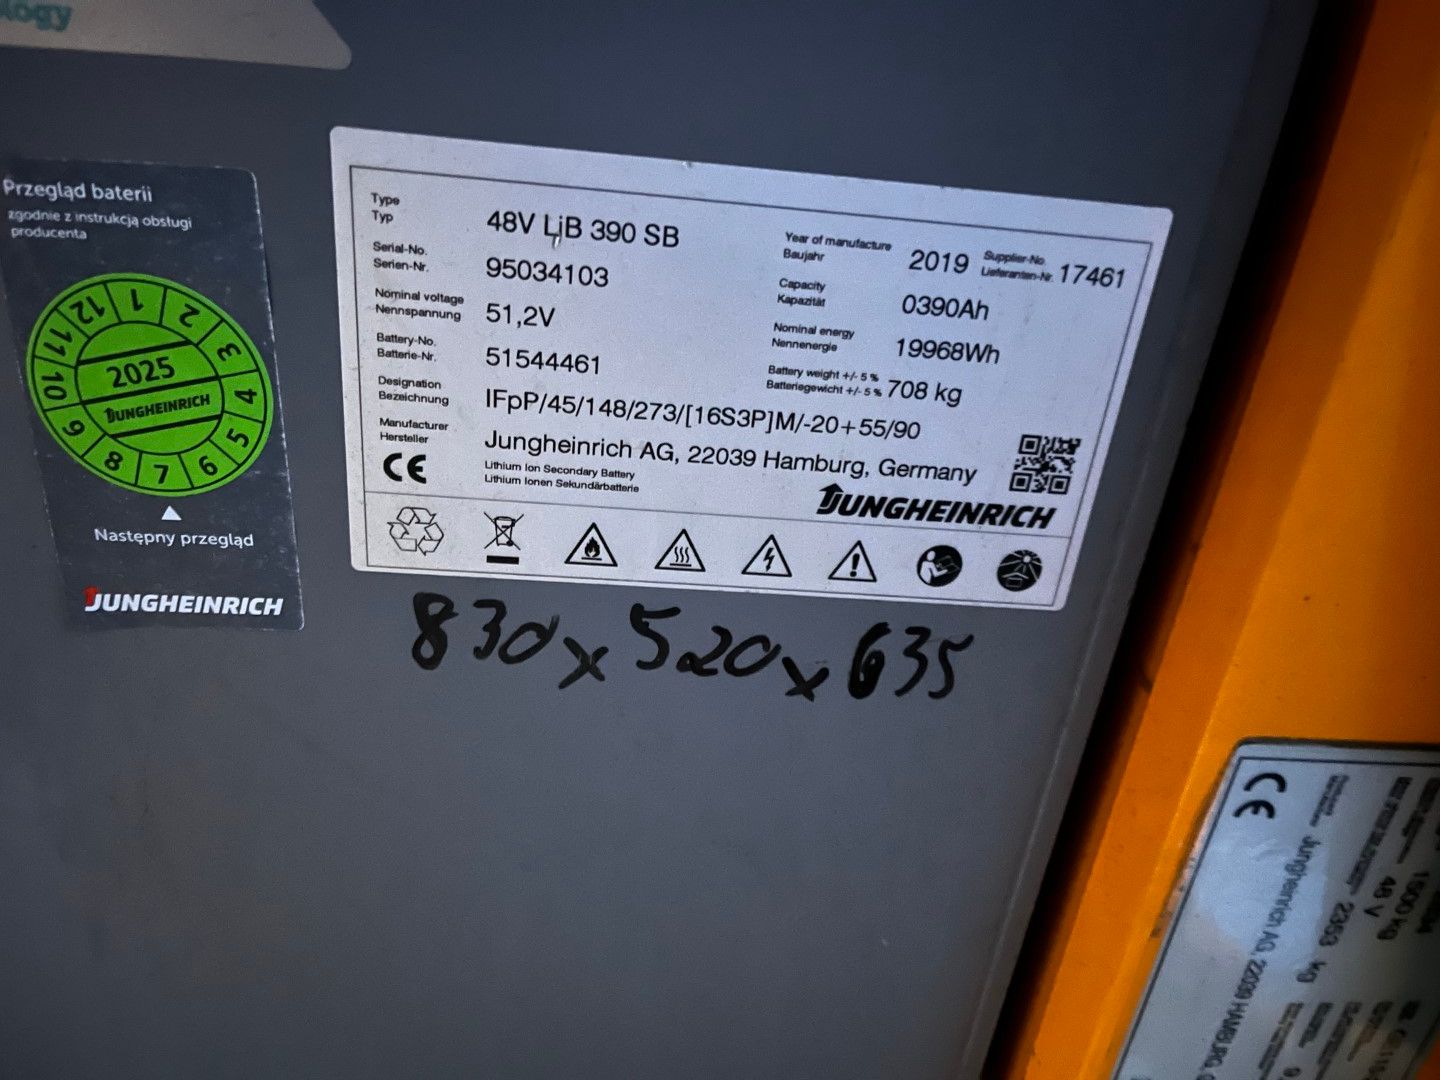 logy
Przegląd baterii
zgodnie z instrukcją obsługi
producenta
12 1 2 3 4 5 6 7 8 9 10 11
2025
JUNGHEINRICH
Następny przegląd
JUNGHEINRICH
Type
Typ
48V LiB 390 SB
Serial-No.
Serien-Nr.
95034103
Nominal voltage
Nennspannung
51,2V
Battery-No.
Batterie-Nr.
51544461
Designation
Bezeichnung
IFpP/45/148/273/[16S3P]M/-20+55/90
Manufacturer
Hersteller
Jungheinrich AG, 22039 Hamburg, Germany
Year of manufacture
Baujahr
2019
Supplier-No.
Lieferanten-Nr.
17461
Capacity
Kapazität
0390Ah
Nominal energy
Nennenergie
19968Wh
Battery weight +/- 5 %
Batteriegewicht +/- 5 %
708 kg
CE
Lithium Ion Secondary Battery
Lithium Ionen Sekundärbatterie
JUNGHEINRICH
830x520x635
CE
Jungheinrich AG, 22039 HAMBURG, G
1500 kg
48 V
2353 kg